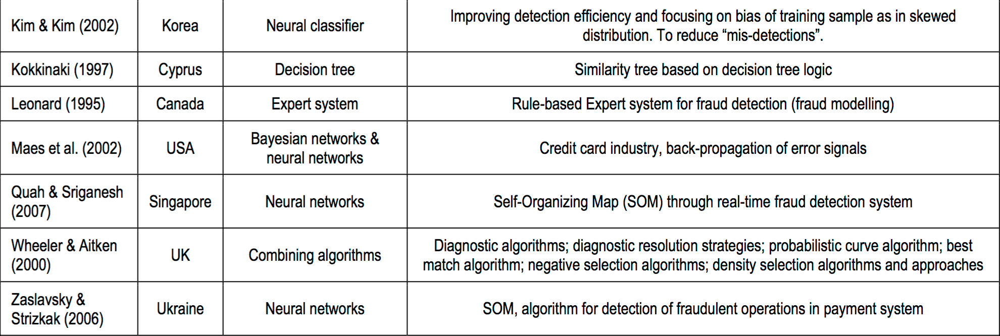 Kim & Kim (2002) Korea Neural classifier Improving detection efficiency and focusing on bias of training sample as in skewed
distribution. To reduce “mis-detections”.
Kokkinaki (1997) Cyprus Decision tree Similarity tree based on decision tree logic
Leonard (1995) Canada Expert system Rule-based Expert system for fraud detection (fraud modelling)
Maes et al. (2002) USA Bayesian networks &
neural networks Credit card industry, back-propagation of error signals
Quah & Sriganesh
(2007) Singapore Neural networks Self-Organizing Map (SOM) through real-time fraud detection system
Wheeler & Aitken
(2000) UK Combining algorithms Diagnostic algorithms; diagnostic resolution strategies; probabilistic curve algorithm; best
match algorithm; negative selection algorithms; density selection algorithms and approaches
Zaslavsky &
Strizkak (2006) Ukraine Neural networks SOM, algorithm for detection of fraudulent operations in payment system